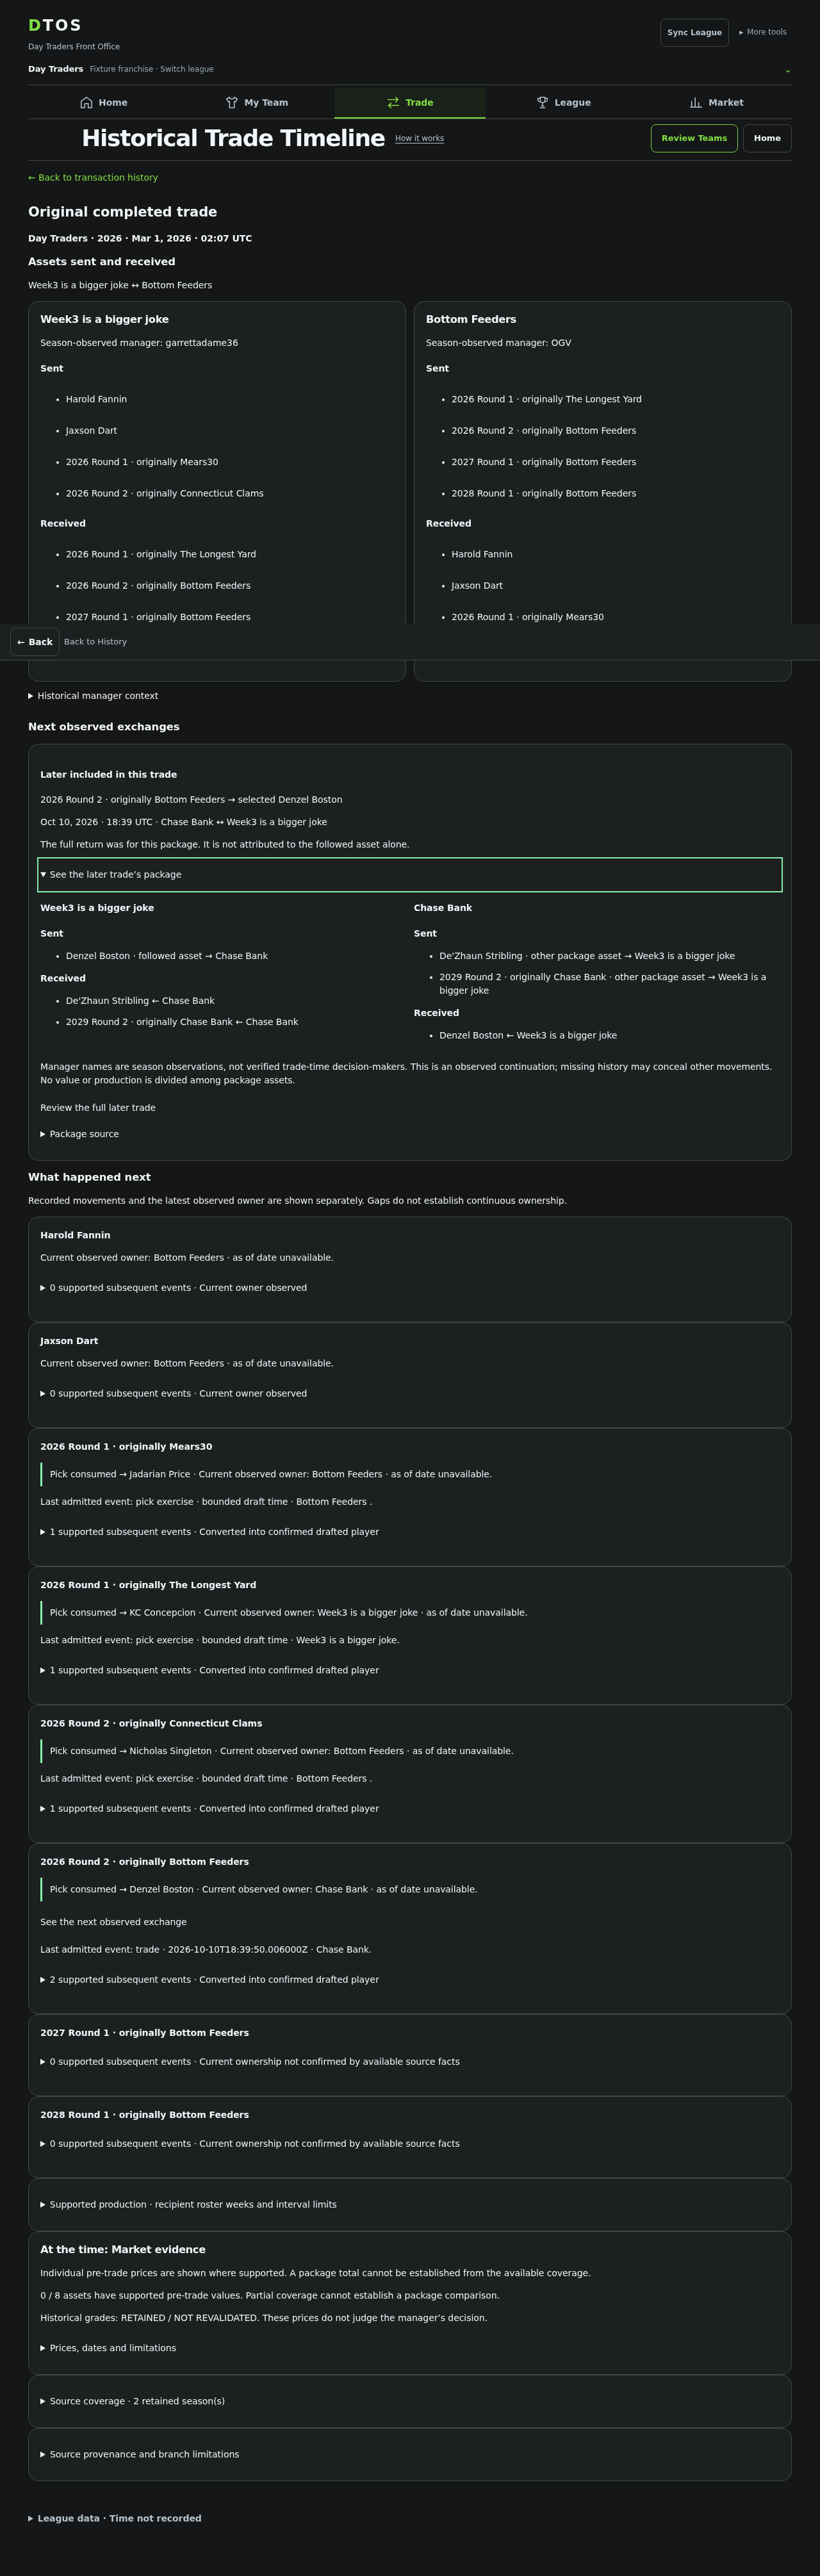 DTOS
Day Traders Front Office
Sync League
▸ More tools
Day Traders Fixture franchise · Switch league
Home
My Team
Trade
League
Market
Historical Trade Timeline
How it works
Review Teams
Home
← Back to transaction history
Original completed trade
Day Traders · 2026 · Mar 1, 2026 · 02:07 UTC
Assets sent and received
Week3 is a bigger joke ↔ Bottom Feeders
Week3 is a bigger joke
Season-observed manager: garrettadame36
Sent
• Harold Fannin
• Jaxson Dart
• 2026 Round 1 · originally Mears30
• 2026 Round 2 · originally Connecticut Clams
Received
• 2026 Round 1 · originally The Longest Yard
• 2026 Round 2 · originally Bottom Feeders
• 2027 Round 1 · originally Bottom Feeders
Bottom Feeders
Season-observed manager: OGV
Sent
• 2026 Round 1 · originally The Longest Yard
• 2026 Round 2 · originally Bottom Feeders
• 2027 Round 1 · originally Bottom Feeders
• 2028 Round 1 · originally Bottom Feeders
Received
• Harold Fannin
• Jaxson Dart
• 2026 Round 1 · originally Mears30
← Back
Back to History
▶ Historical manager context
Next observed exchanges
Later included in this trade
2026 Round 2 · originally Bottom Feeders → selected Denzel Boston
Oct 10, 2026 · 18:39 UTC · Chase Bank ↔ Week3 is a bigger joke
The full return was for this package. It is not attributed to the followed asset alone.
▼ See the later trade’s package
Week3 is a bigger joke
Sent
• Denzel Boston · followed asset → Chase Bank
Received
• De'Zhaun Stribling ← Chase Bank
• 2029 Round 2 · originally Chase Bank ← Chase Bank
Chase Bank
Sent
• De'Zhaun Stribling · other package asset → Week3 is a bigger joke
• 2029 Round 2 · originally Chase Bank · other package asset → Week3 is a
bigger joke
Received
• Denzel Boston ← Week3 is a bigger joke
Manager names are season observations, not verified trade-time decision-makers. This is an observed continuation; missing history may conceal other movements.
No value or production is divided among package assets.
Review the full later trade
▶ Package source
What happened next
Recorded movements and the latest observed owner are shown separately. Gaps do not establish continuous ownership.
Harold Fannin
Current observed owner: Bottom Feeders · as of date unavailable.
▶ 0 supported subsequent events · Current owner observed
Jaxson Dart
Current observed owner: Bottom Feeders · as of date unavailable.
▶ 0 supported subsequent events · Current owner observed
2026 Round 1 · originally Mears30
Pick consumed → Jadarian Price · Current observed owner: Bottom Feeders · as of date unavailable.
Last admitted event: pick exercise · bounded draft time · Bottom Feeders .
▶ 1 supported subsequent events · Converted into confirmed drafted player
2026 Round 1 · originally The Longest Yard
Pick consumed → KC Concepcion · Current observed owner: Week3 is a bigger joke · as of date unavailable.
Last admitted event: pick exercise · bounded draft time · Week3 is a bigger joke.
▶ 1 supported subsequent events · Converted into confirmed drafted player
2026 Round 2 · originally Connecticut Clams
Pick consumed → Nicholas Singleton · Current observed owner: Bottom Feeders · as of date unavailable.
Last admitted event: pick exercise · bounded draft time · Bottom Feeders .
▶ 1 supported subsequent events · Converted into confirmed drafted player
2026 Round 2 · originally Bottom Feeders
Pick consumed → Denzel Boston · Current observed owner: Chase Bank · as of date unavailable.
See the next observed exchange
Last admitted event: trade · 2026-10-10T18:39:50.006000Z · Chase Bank.
▶ 2 supported subsequent events · Converted into confirmed drafted player
2027 Round 1 · originally Bottom Feeders
▶ 0 supported subsequent events · Current ownership not confirmed by available source facts
2028 Round 1 · originally Bottom Feeders
▶ 0 supported subsequent events · Current ownership not confirmed by available source facts
▶ Supported production · recipient roster weeks and interval limits
At the time: Market evidence
Individual pre-trade prices are shown where supported. A package total cannot be established from the available coverage.
0 / 8 assets have supported pre-trade values. Partial coverage cannot establish a package comparison.
Historical grades: RETAINED / NOT REVALIDATED. These prices do not judge the manager’s decision.
▶ Prices, dates and limitations
▶ Source coverage · 2 retained season(s)
▶ Source provenance and branch limitations
▶ League data · Time not recorded